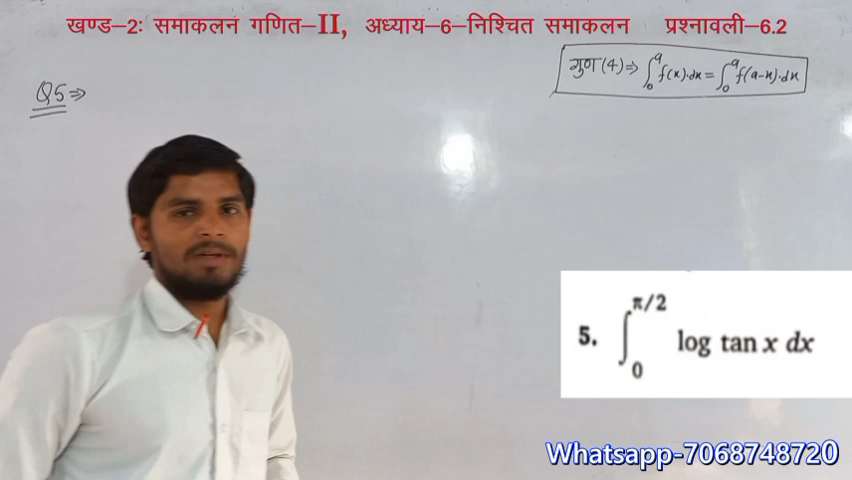 खण्ड–2: समाकलन गणित–II, अध्याय–6–निश्चित समाकलन प्रश्नावली–6.2
गुण (4) ⇒ ∫₀ᵃ f(x)·dx = ∫₀ᵃ f(a-x)·dx
Q5 ⇒
5. ∫₀^π/2 log tan x dx
Whatsapp-7068748720